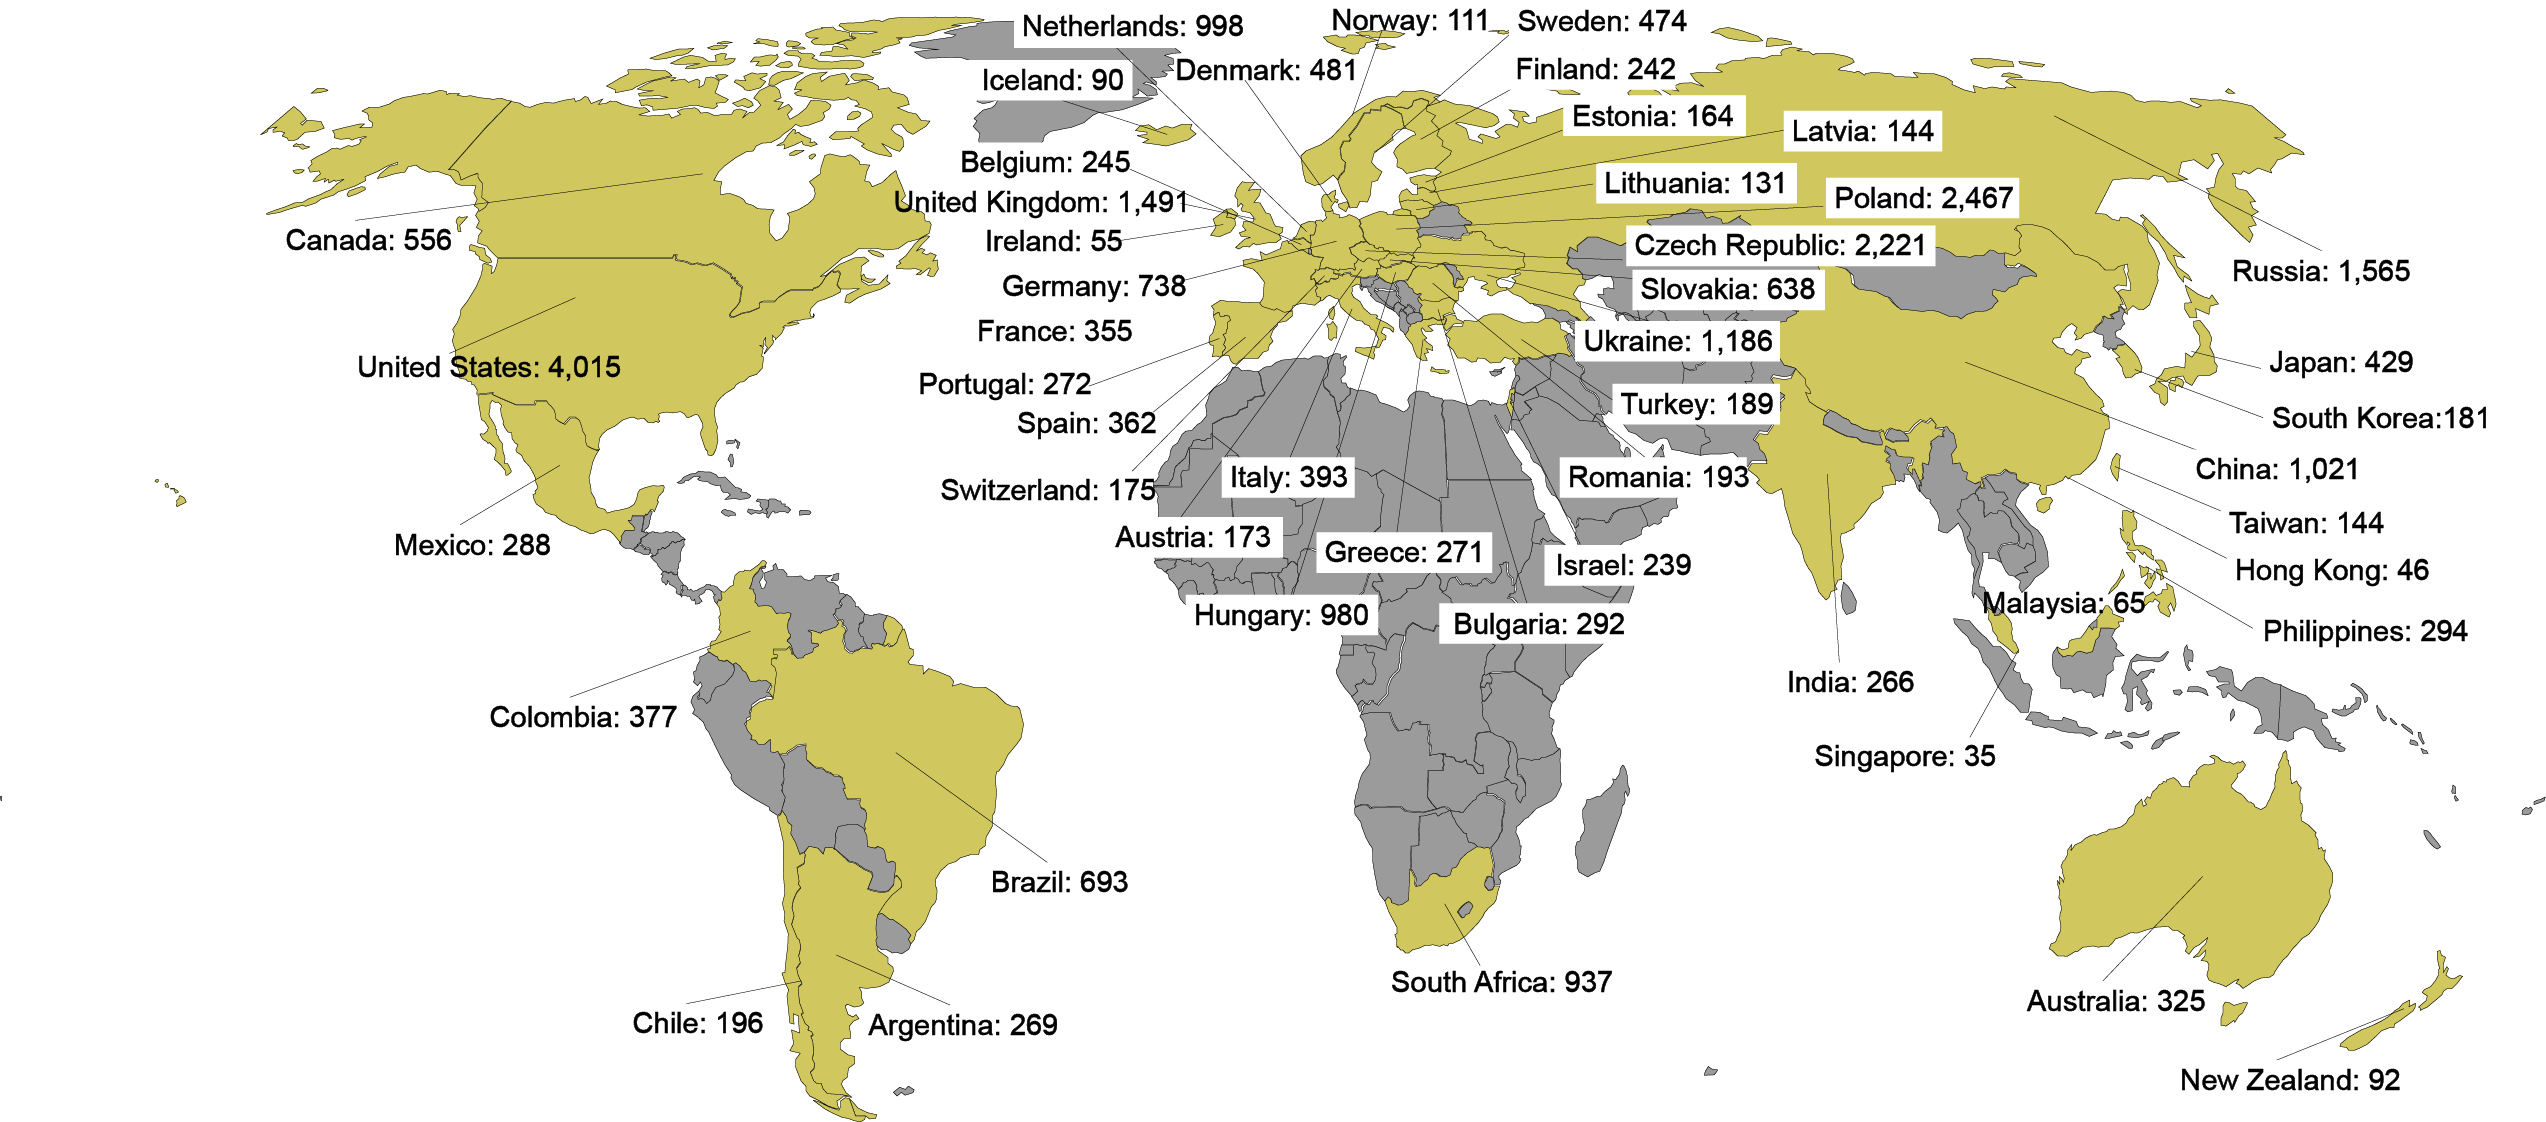 Netherlands: 998
Norway: 111
Sweden: 474
Iceland: 90
Denmark: 481
Finland: 242
Estonia: 164
Latvia: 144
Belgium: 245
Lithuania: 131
United Kingdom: 1,491
Poland: 2,467
Canada: 556
Ireland: 55
Czech Republic: 2,221
Russia: 1,565
Germany: 738
Slovakia: 638
France: 355
Ukraine: 1,186
United States: 4,015
Japan: 429
Portugal: 272
Turkey: 189
Spain: 362
South Korea:181
Switzerland: 175
Italy: 393
Romania: 193
China: 1,021
Mexico: 288
Austria: 173
Greece: 271
Israel: 239
Taiwan: 144
Hong Kong: 46
Hungary: 980
Bulgaria: 292
Malaysia: 65
Philippines: 294
Colombia: 377
India: 266
Singapore: 35
Brazil: 693
South Africa: 937
Australia: 325
Chile: 196
Argentina: 269
New Zealand: 92